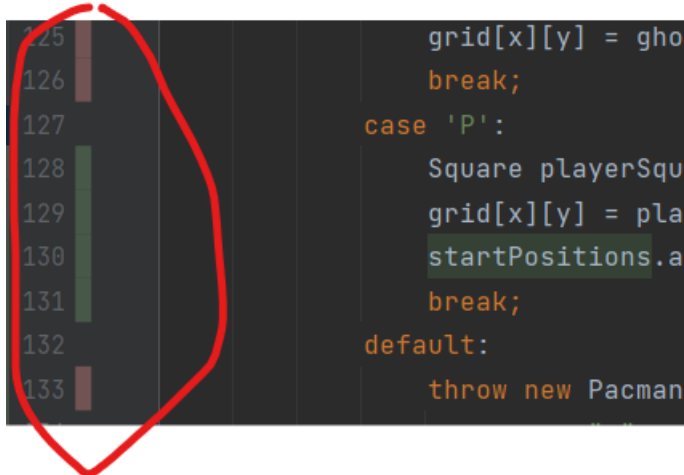 125 grid[x][y] = gho
126 break;
127 case 'P':
128 Square playerSqu
129 grid[x][y] = pla
130 startPositions.a
131 break;
132 default:
133 throw new Pacman